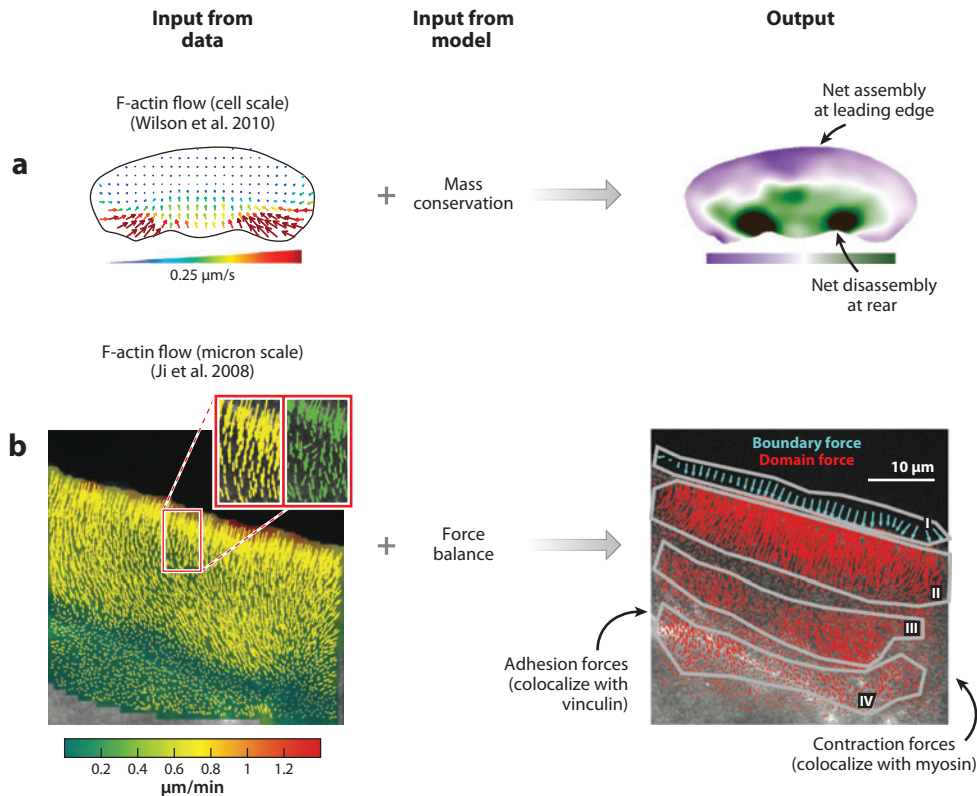 Input from
data
Input from
model
Output
a
F-actin flow (cell scale)
(Wilson et al. 2010)
0.25 µm/s
+
Mass
conservation
Net assembly
at leading edge
Net disassembly
at rear
b
F-actin flow (micron scale)
(Ji et al. 2008)
0.2 0.4 0.6 0.8 1 1.2
µm/min
+
Force
balance
Boundary force
Domain force
10 µm
I
II
III
IV
Adhesion forces
(colocalize with
vinculin)
Contraction forces
(colocalize with myosin)